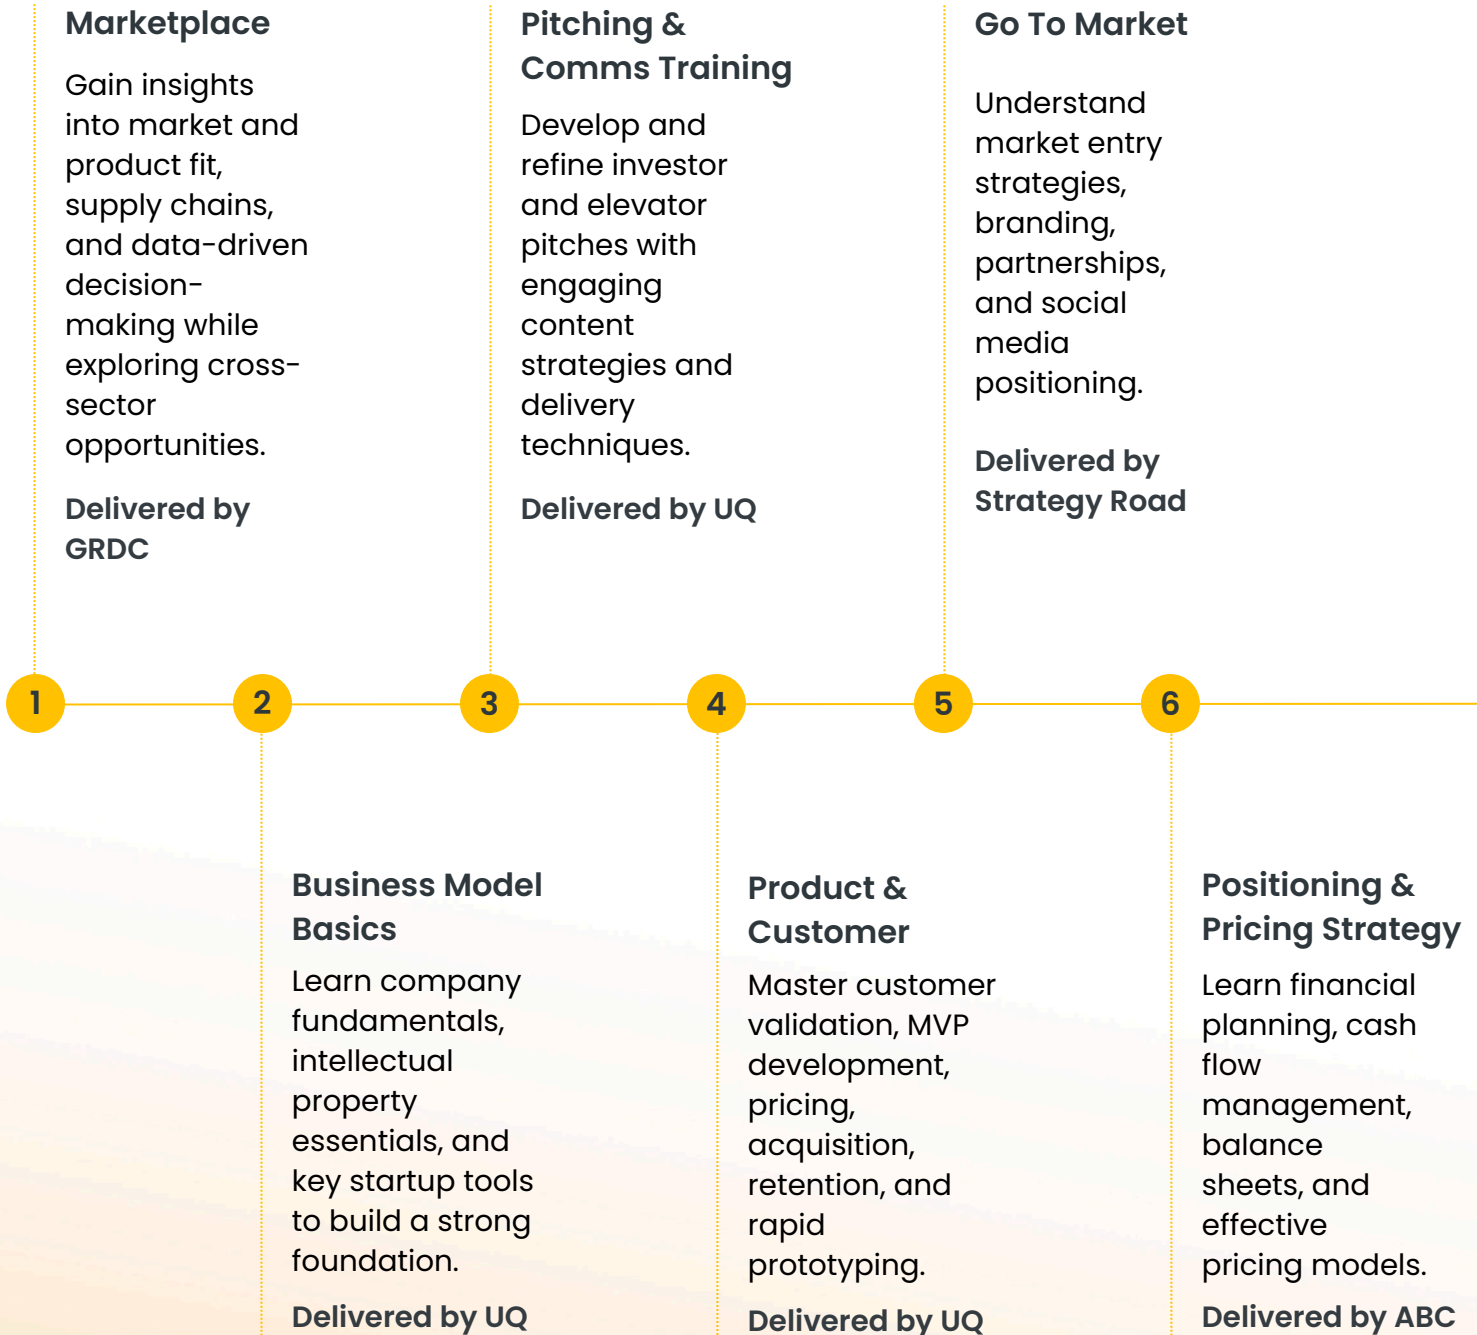 Marketplace
Gain insights
into market and
product fit,
supply chains,
and data-driven
decision-
making while
exploring cross-
sector
opportunities.
Delivered by
GRDC
Pitching &
Comms Training
Develop and
refine investor
and elevator
pitches with
engaging
content
strategies and
delivery
techniques.
Delivered by UQ
Go To Market
Understand
market entry
strategies,
branding,
partnerships,
and social
media
positioning.
Delivered by
Strategy Road
1
2
3
4
5
6
Business Model
Basics
Learn company
fundamentals,
intellectual
property
essentials, and
key startup tools
to build a strong
foundation.
Delivered by UQ
Product &
Customer
Master customer
validation, MVP
development,
pricing,
acquisition,
retention, and
rapid
prototyping.
Delivered by UQ
Positioning &
Pricing Strategy
Learn financial
planning, cash
flow
management,
balance
sheets, and
effective
pricing models.
Delivered by ABC